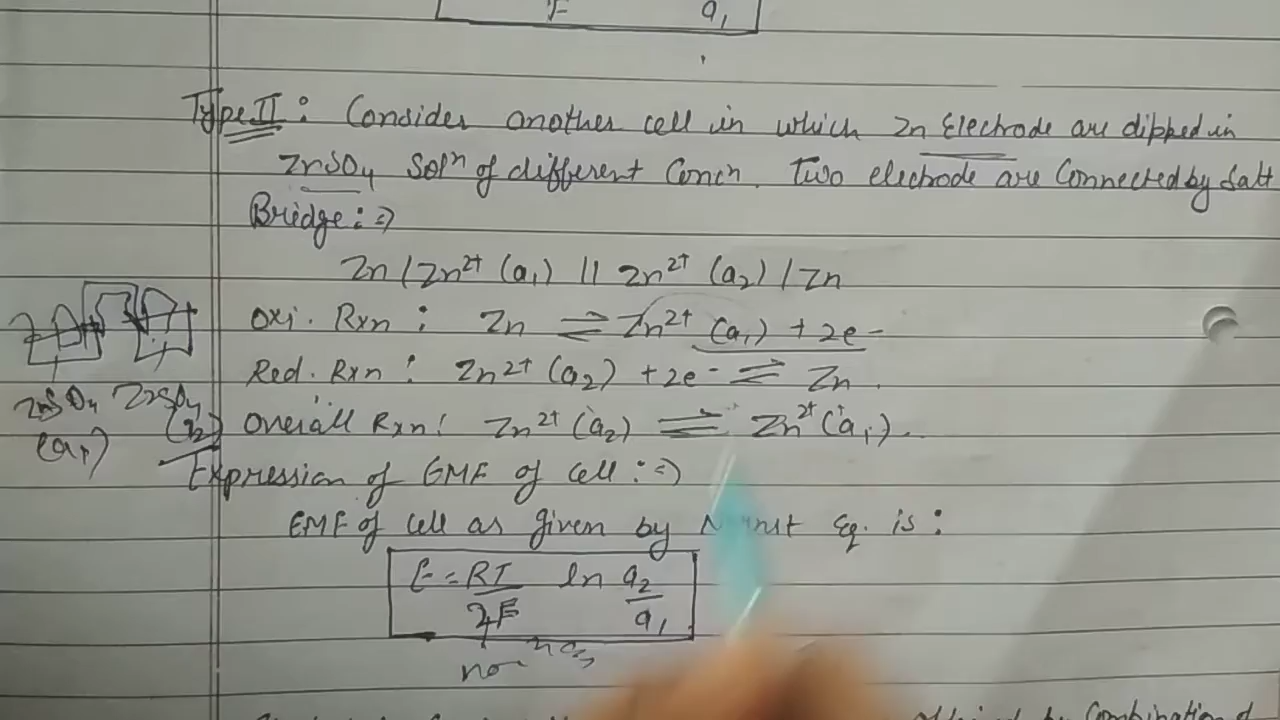 F a₁
Type II : Consider another cell in which Zn Electrode are dipped in
ZnSO₄ Solⁿ of different Concⁿ. Two electrode are Connected by Salt
Bridge :⇒
Zn / Zn²⁺ (a₁) // Zn²⁺ (a₂) / Zn
Oxi. Rxn : Zn ⇌ Zn²⁺ (a₁) + 2e⁻
Red. Rxn : Zn²⁺ (a₂) + 2e⁻ ⇌ Zn.
ZnSO₄ ZnSO₄
(a₁) (a₂)
Overall Rxn : Zn²⁺ (a₂) ⇌ Zn²⁺ (a₁).
Expression of EMF of Cell :⇒
EMF of Cell as given by Eq. is :
E = RT/2F ln a₂/a₁